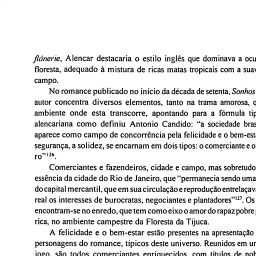 flânerie, Alencar destacaria o estilo inglês que dominava a ocu
floresta, adequado à mistura de ricas matas tropicais com a suav
campo.
No romance publicado no início da década de setenta, Sonhos
autor concentra diversos elementos, tanto na trama amorosa, q
ambiente onde esta transcorre, apontando para a fórmula tip
alencariana como definiu Antonio Candido: "a sociedade bras
aparece como campo de concorrência pela felicidade e o bem-est
segurança, a solidez, se encarnam em dois tipos: o comerciante e o
ro"¹²⁶.
Comerciantes e fazendeiros, cidade e campo, mas sobretudo
essência da cidade do Rio de Janeiro, que "permanecia sendo uma
do capital mercantil, que em sua circulação e reprodução entrelaçav
real os interesses de burocratas, negociantes e plantadores"¹²⁷. Os
encontram-se no enredo, que tem como eixo o amor do rapaz pobre
rica, no ambiente campestre da Floresta da Tijuca.
A felicidade e o bem-estar estão presentes na apresentação
personagens do romance, típicos deste universo. Reunidos em un
jogo, são todos comerciantes enriquecidos, com títulos de nob